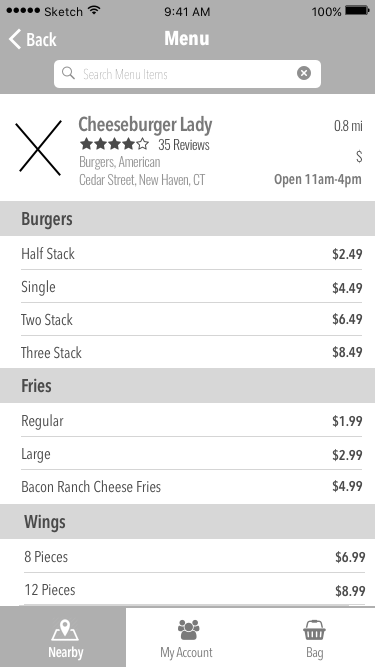 Sketch 9:41 AM 100%
Back Menu
Search Menu Items
Cheeseburger Lady 0.8 mi
35 Reviews
Burgers, American $
Cedar Street, New Haven, CT Open 11am-4pm
Burgers
Half Stack $2.49
Single $4.49
Two Stack $6.49
Three Stack $8.49
Fries
Regular $1.99
Large $2.99
Bacon Ranch Cheese Fries $4.99
Wings
8 Pieces $6.99
12 Pieces $8.99
Nearby My Account Bag